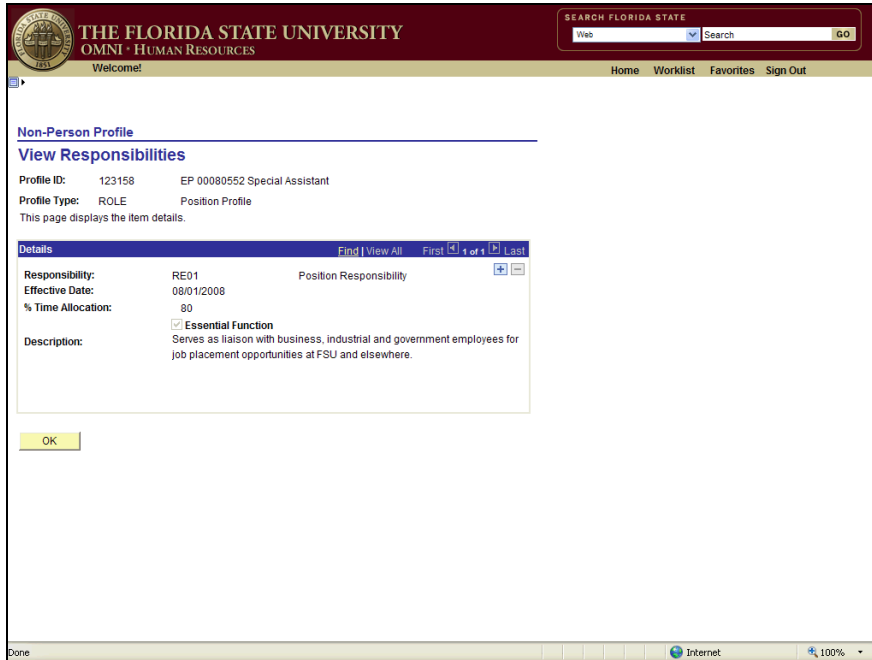 SEARCH FLORIDA STATE
THE FLORIDA STATE UNIVERSITY
Web Search GO
OMNI • HUMAN RESOURCES
1851
Welcome!
Home Worklist Favorites Sign Out
Non-Person Profile
View Responsibilities
Profile ID: 123158 EP 00080552 Special Assistant
Profile Type: ROLE Position Profile
This page displays the item details.
Details Find | View All First 1 of 1 Last
Responsibility: RE01 Position Responsibility
Effective Date: 08/01/2008
% Time Allocation: 80
Essential Function
Description: Serves as liaison with business, industrial and government employees for
job placement opportunities at FSU and elsewhere.
OK
Done Internet 100%